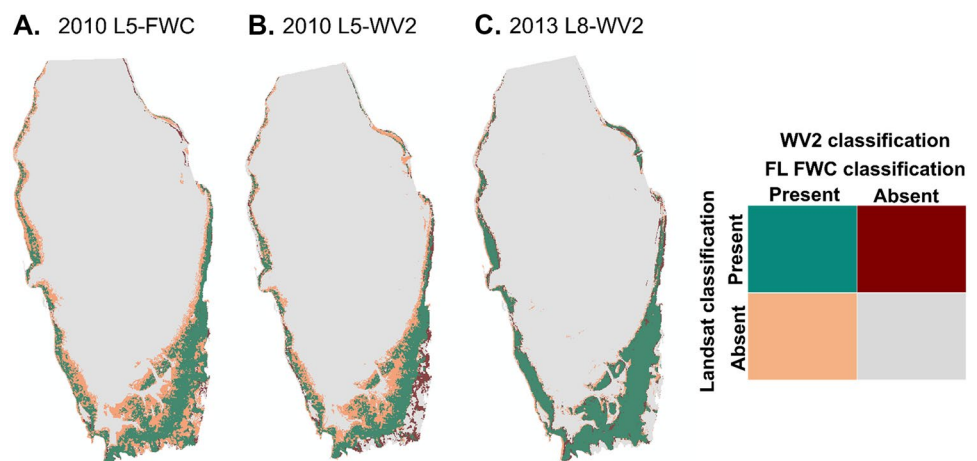 A. 2010 L5-FWC
B. 2010 L5-WV2
C. 2013 L8-WV2
WV2 classification
FL FWC classification
Present Absent
Landsat classification
Present
Absent